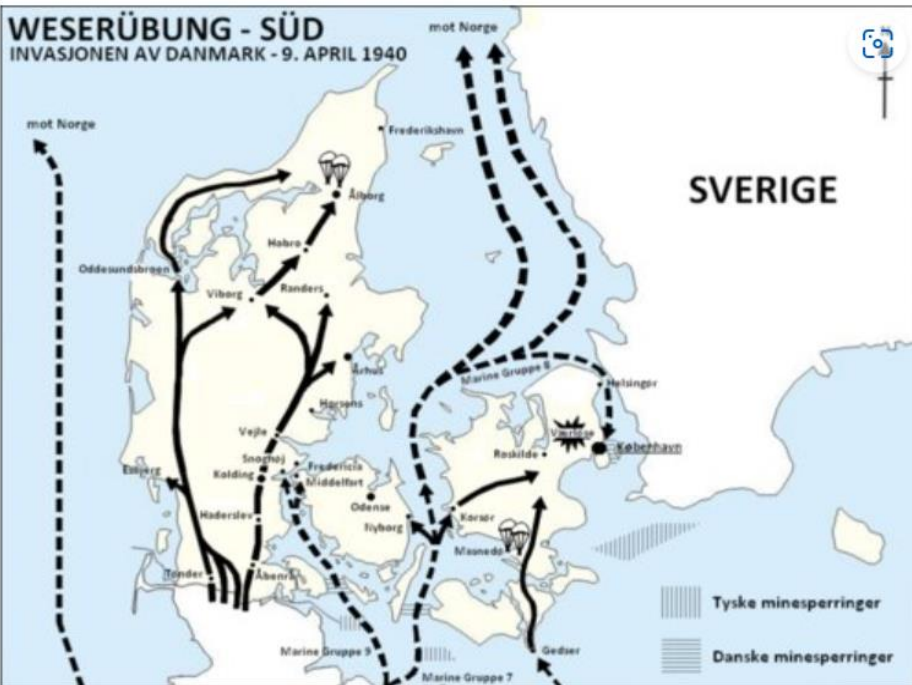 WESERÜBUNG - SÜD
INVASJONEN AV DANMARK - 9. APRIL 1940
mot Norge
mot Norge
Frederikshavn
SVERIGE
Ålborg
Hobro
Oddesundsbroen
Viborg
Randers
Århus
Marine Gruppe 8
Helsingør
Horsens
Vejle
Værløse
København
Roskilde
Snoghøj
Esbjerg
Kolding
Fredericia
Middelfart
Odense
Korsør
Haderslev
Nyborg
Masnedø
Tønder
Åbenrå
Tyske minesperringer
Marine Gruppe 9
Gedser
Danske minesperringer
Marine Gruppe 7